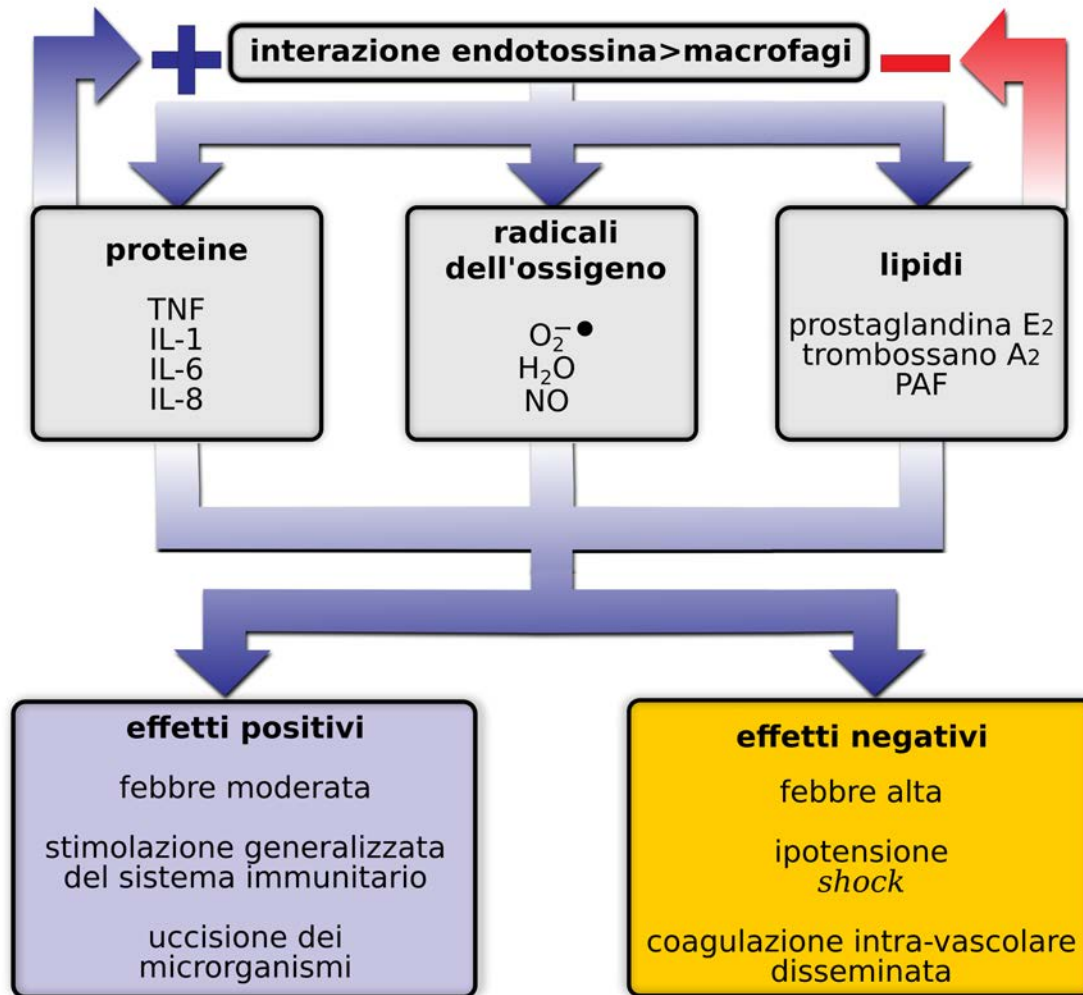 +
interazione endotossina>macrofagi
−
proteine
TNF
IL-1
IL-6
IL-8
radicali
dell'ossigeno
O₂⁻•
H₂O
NO
lipidi
prostaglandina E₂
trombossano A₂
PAF
effetti positivi
febbre moderata
stimolazione generalizzata
del sistema immunitario
uccisione dei
microrganismi
effetti negativi
febbre alta
ipotensione
shock
coagulazione intra-vascolare
disseminata